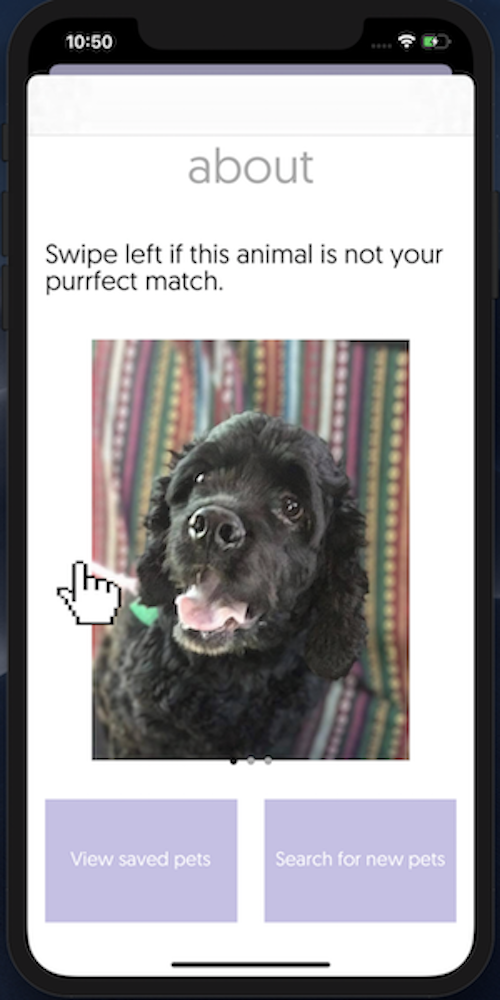 10:50
about
Swipe left if this animal is not your
purrfect match.
View saved pets
Search for new pets